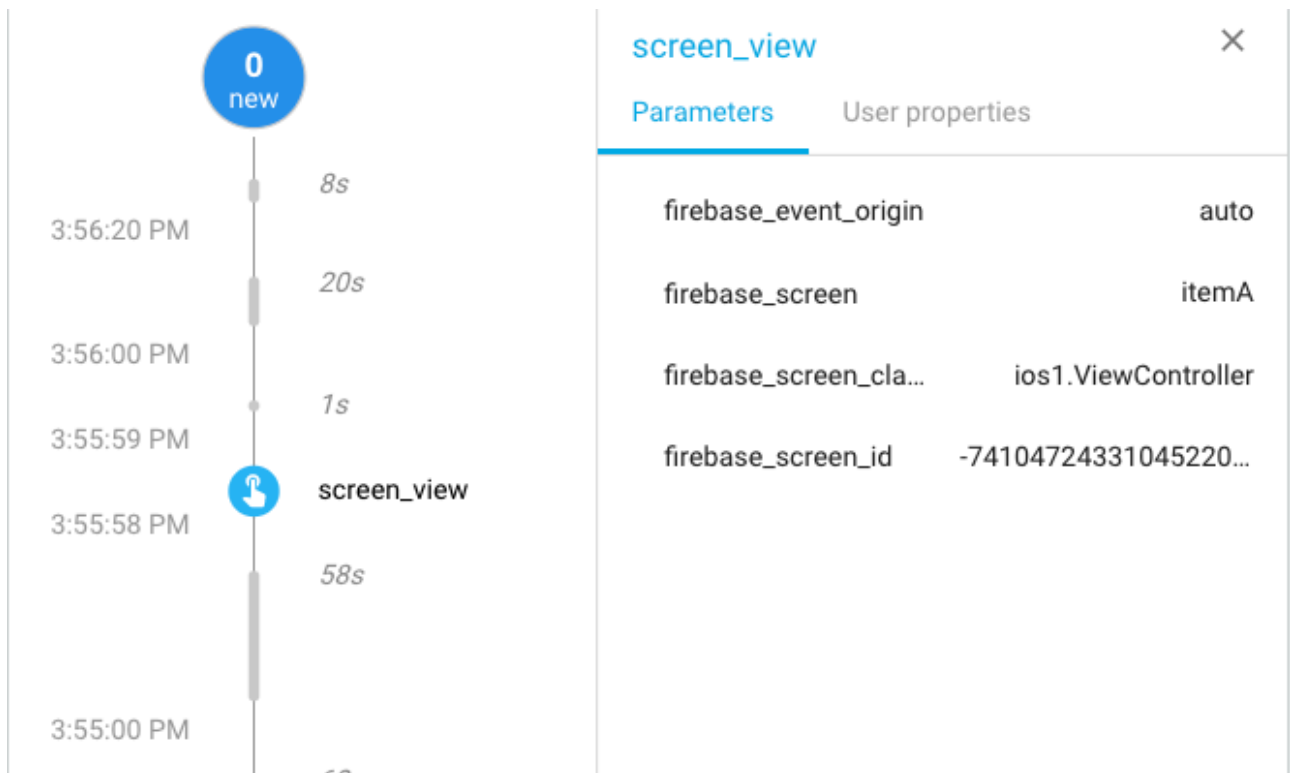 0
new
8s
3:56:20 PM
20s
3:56:00 PM
1s
3:55:59 PM
screen_view
3:55:58 PM
58s
3:55:00 PM
screen_view
Parameters User properties
firebase_event_origin auto
firebase_screen itemA
firebase_screen_cla... ios1.ViewController
firebase_screen_id -74104724331045220...